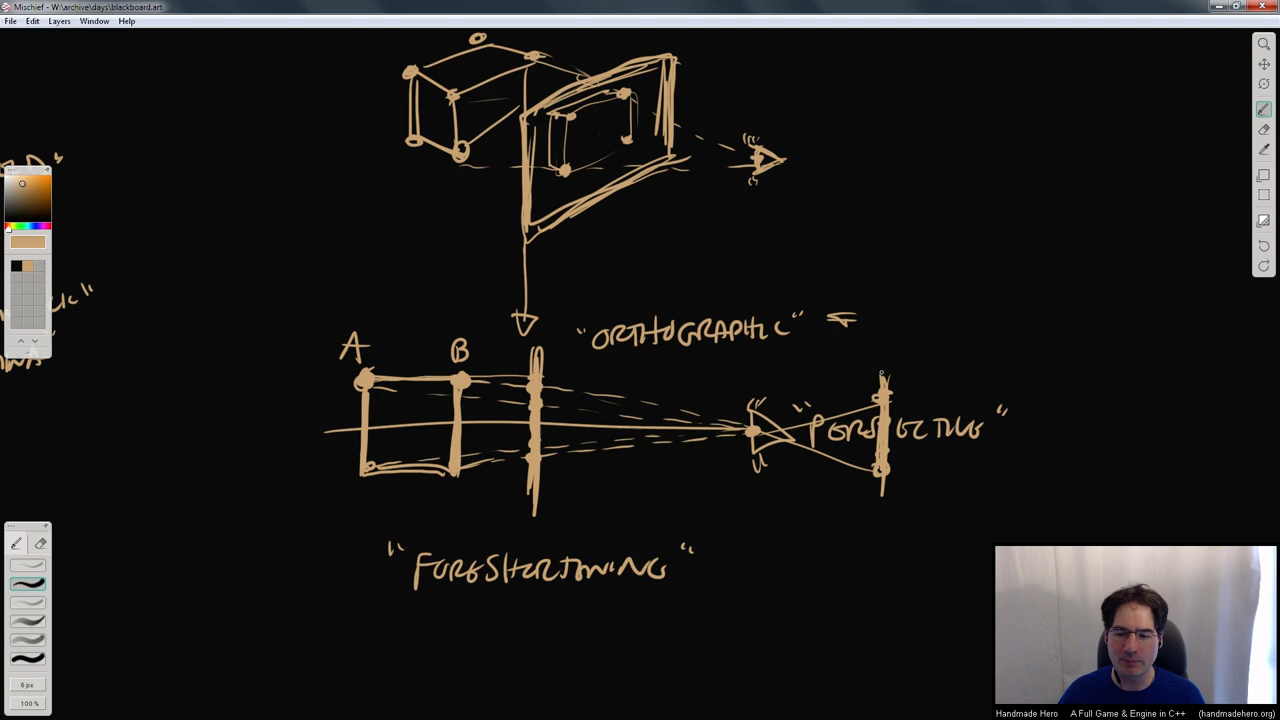 Mischief - W:\archive\days\blackboard.art
File Edit Layers Window Help
"ORTHOGRAPHIC"
A B
"PERSPECTIVE"
"FORESHORTENING"
6 px
100 %
Handmade Hero A Full Game & Engine in C++ (handmadehero.org)